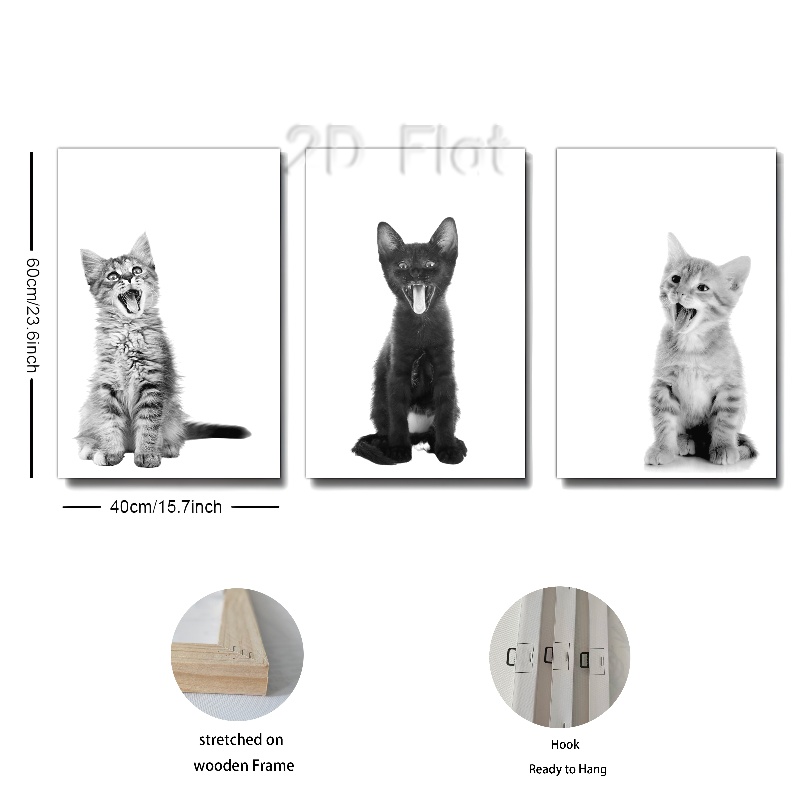 2D Flat
60cm/23.6inch
40cm/15.7inch
stretched on
wooden Frame
Hook
Ready to Hang